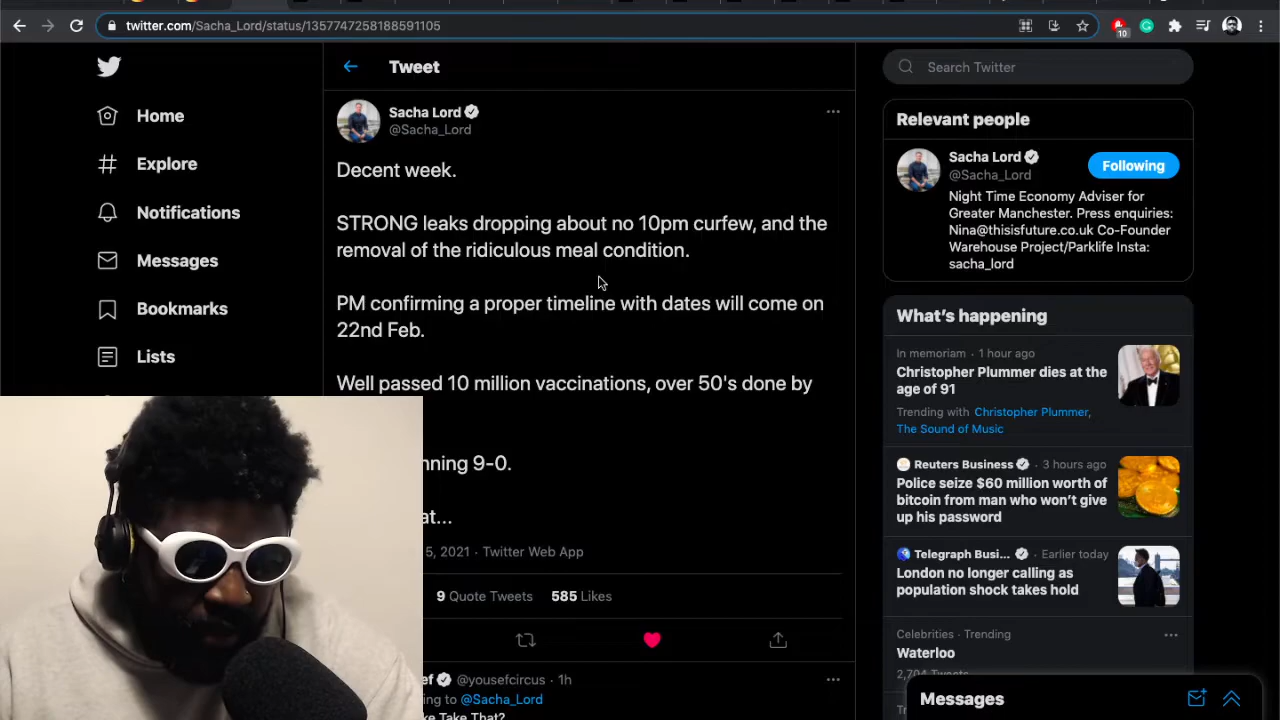 twitter.com/Sacha_Lord/status/1357747258188591105
10
Home
Explore
Notifications
Messages
Bookmarks
Lists
Tweet
Sacha Lord
@Sacha_Lord
Decent week.
STRONG leaks dropping about no 10pm curfew, and the
removal of the ridiculous meal condition.
PM confirming a proper timeline with dates will come on
22nd Feb.
Well passed 10 million vaccinations, over 50's done by
9-0.
5, 2021 · Twitter Web App
9 Quote Tweets 585 Likes
@yousefcircus · 1h
@Sacha_Lord
Take That?
Search Twitter
Relevant people
Sacha Lord
@Sacha_Lord
Following
Night Time Economy Adviser for
Greater Manchester. Press enquiries:
Nina@thisisfuture.co.uk Co-Founder
Warehouse Project/Parklife Insta:
sacha_lord
What's happening
In memoriam · 1 hour ago
Christopher Plummer dies at the
age of 91
Trending with Christopher Plummer,
The Sound of Music
Reuters Business · 3 hours ago
Police seize $60 million worth of
bitcoin from man who won't give
up his password
Telegraph Busi... · Earlier today
London no longer calling as
population shock takes hold
Celebrities · Trending
Waterloo
Messages